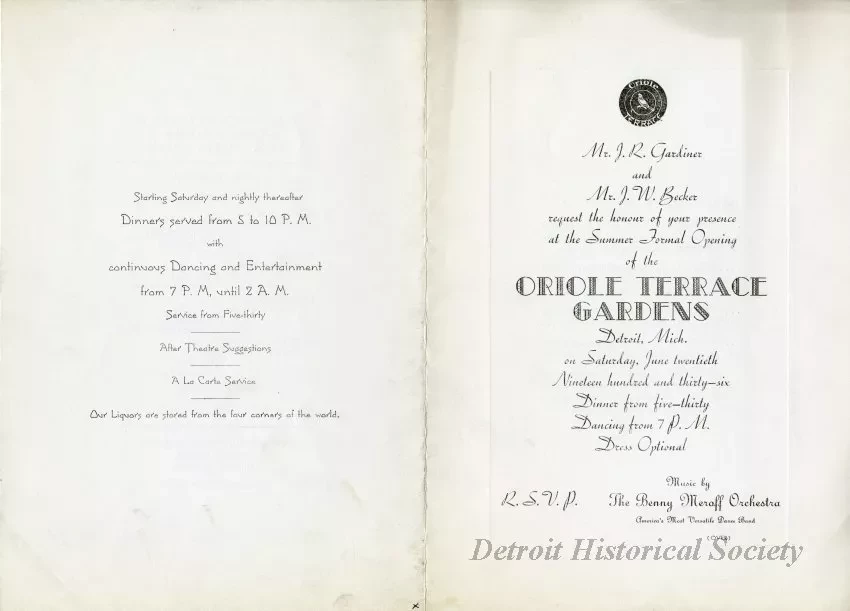 Starting Saturday and nightly thereafter
Dinners served from 5 to 10 P. M.
with
continuous Dancing and Entertainment
from 7 P. M, until 2 A. M.
Service from Five-thirty
After Theatre Suggestions
A La Carte Service
Our Liquors are stored from the four corners of the world.
Oriole
TERRACE
Mr. J. R. Gardiner
and
Mr. J. W. Becker
request the honour of your presence
at the Summer Formal Opening
of the
ORIOLE TERRACE
GARDENS
Detroit, Mich.
on Saturday, June twentieth
Nineteen hundred and thirty-six
Dinner from five-thirty
Dancing from 7 P. M.
Dress Optional
Music by
R. S. V. P. The Benny Meroff Orchestra
America's Most Versatile Dance Band
(OVER)
Detroit Historical Society